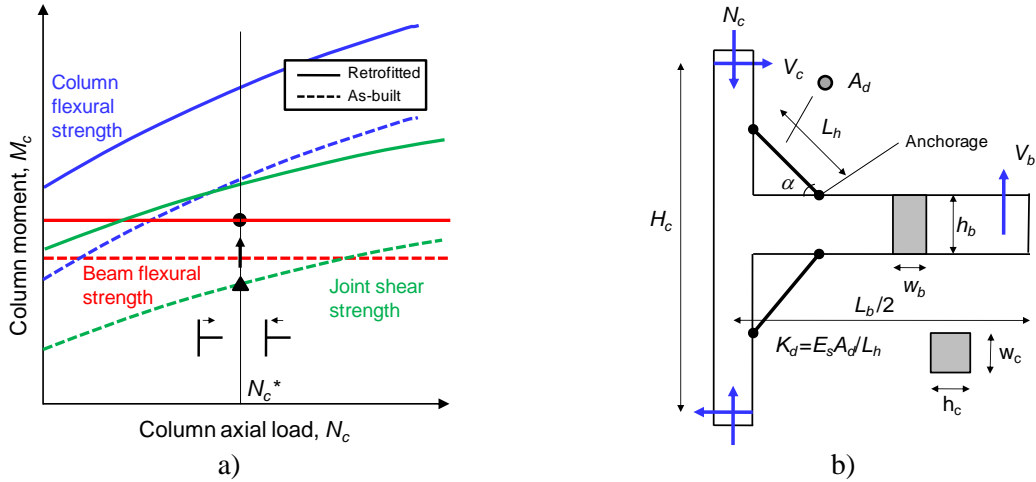 Column
flexural
strength
Retrofitted
As-built
Beam flexural
strength
Joint shear
strength
N_c*
Column moment, M_c
Column axial load, N_c
a)
N_c
V_c
A_d
L_h
Anchorage
α
V_b
H_c
h_b
w_b
L_b/2
K_d=E_sA_d/L_h
w_c
h_c
b)